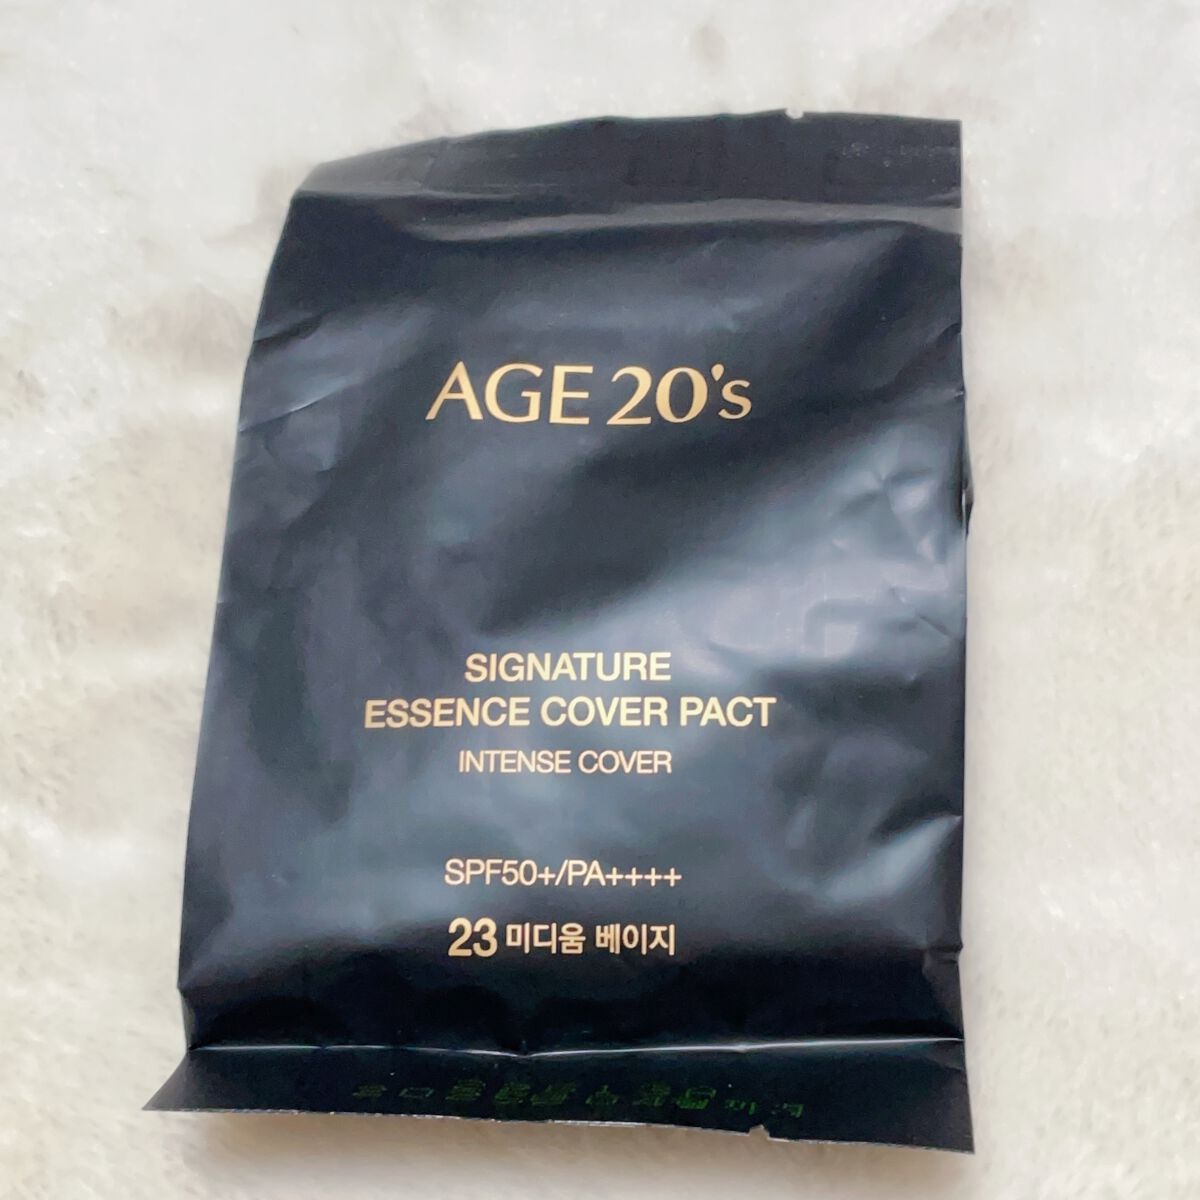 AGE 20's
SIGNATURE
ESSENCE COVER PACT
INTENSE COVER
SPF50+/PA++++
23 미디움 베이지